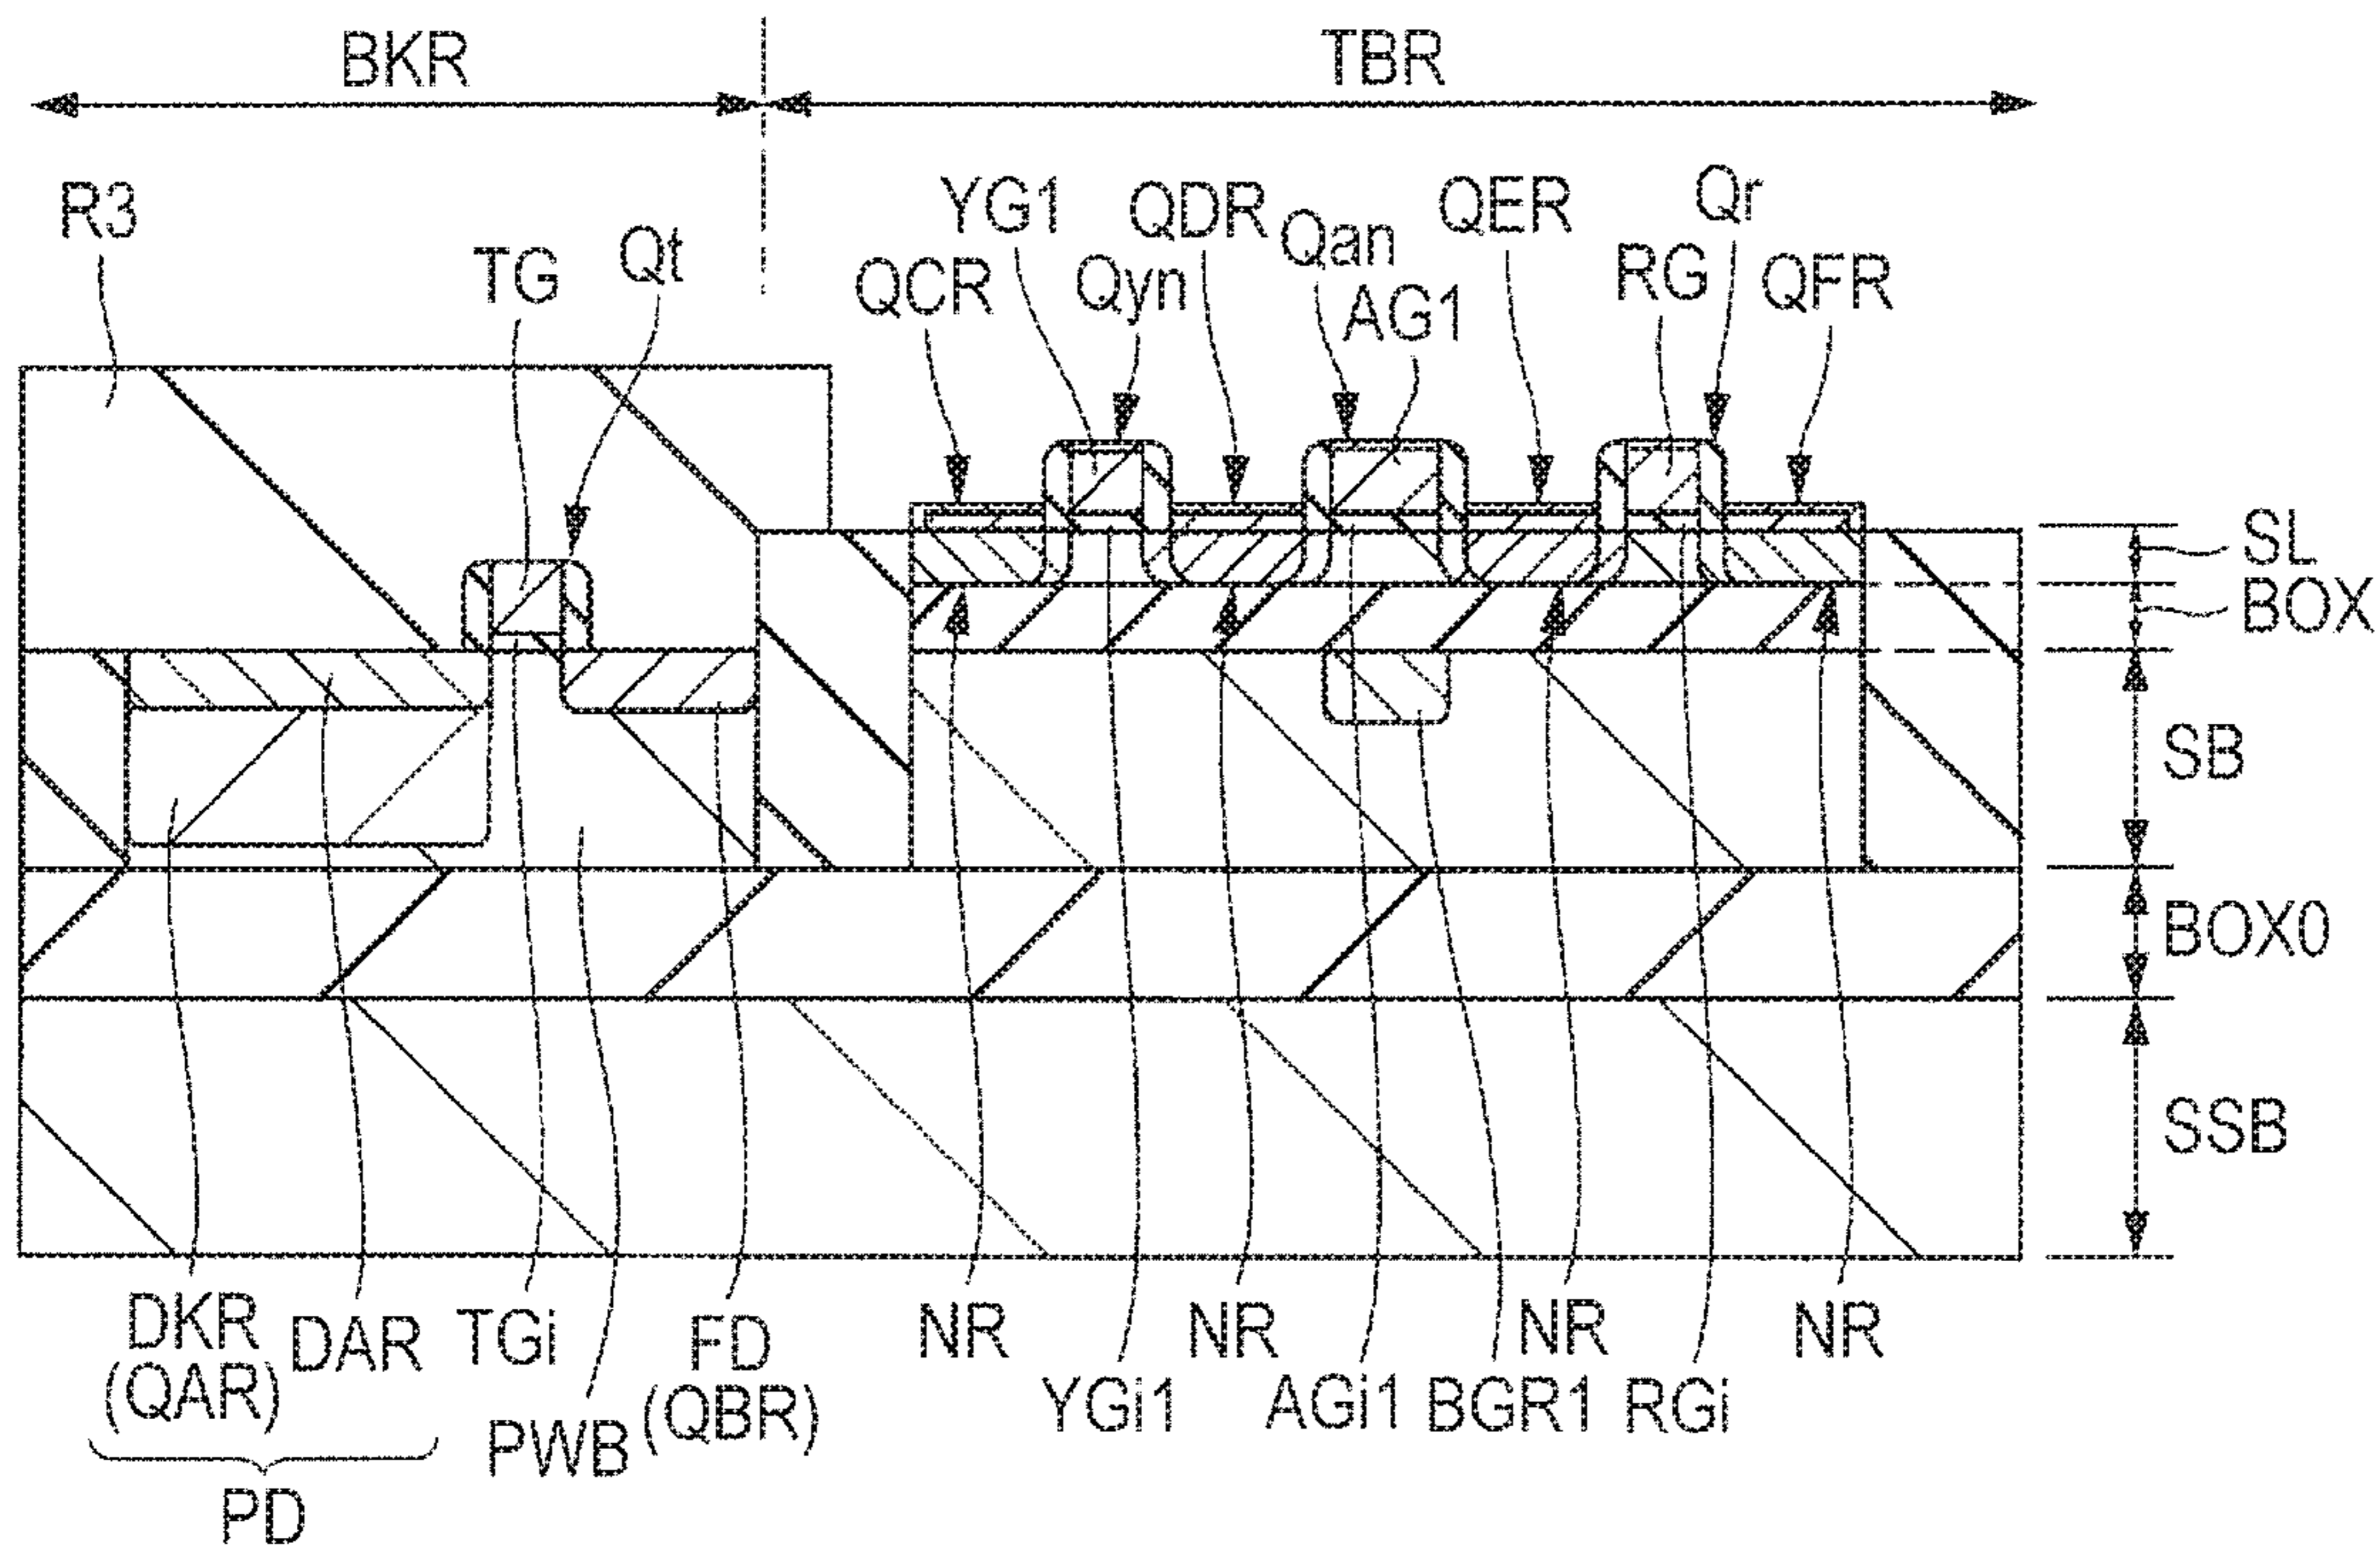 BKR
TBR
R3
TG
Qt
QCR
YG1
Qyn
QDR
Qan
AG1
QER
RG
Qr
QFR
SL
BOX
SB
BOX0
SSB
DKR
(QAR)
DAR
PD
TGi
PWB
FD
(QBR)
NR
YGi1
NR
AGi1
BGR1
NR
RGi
NR